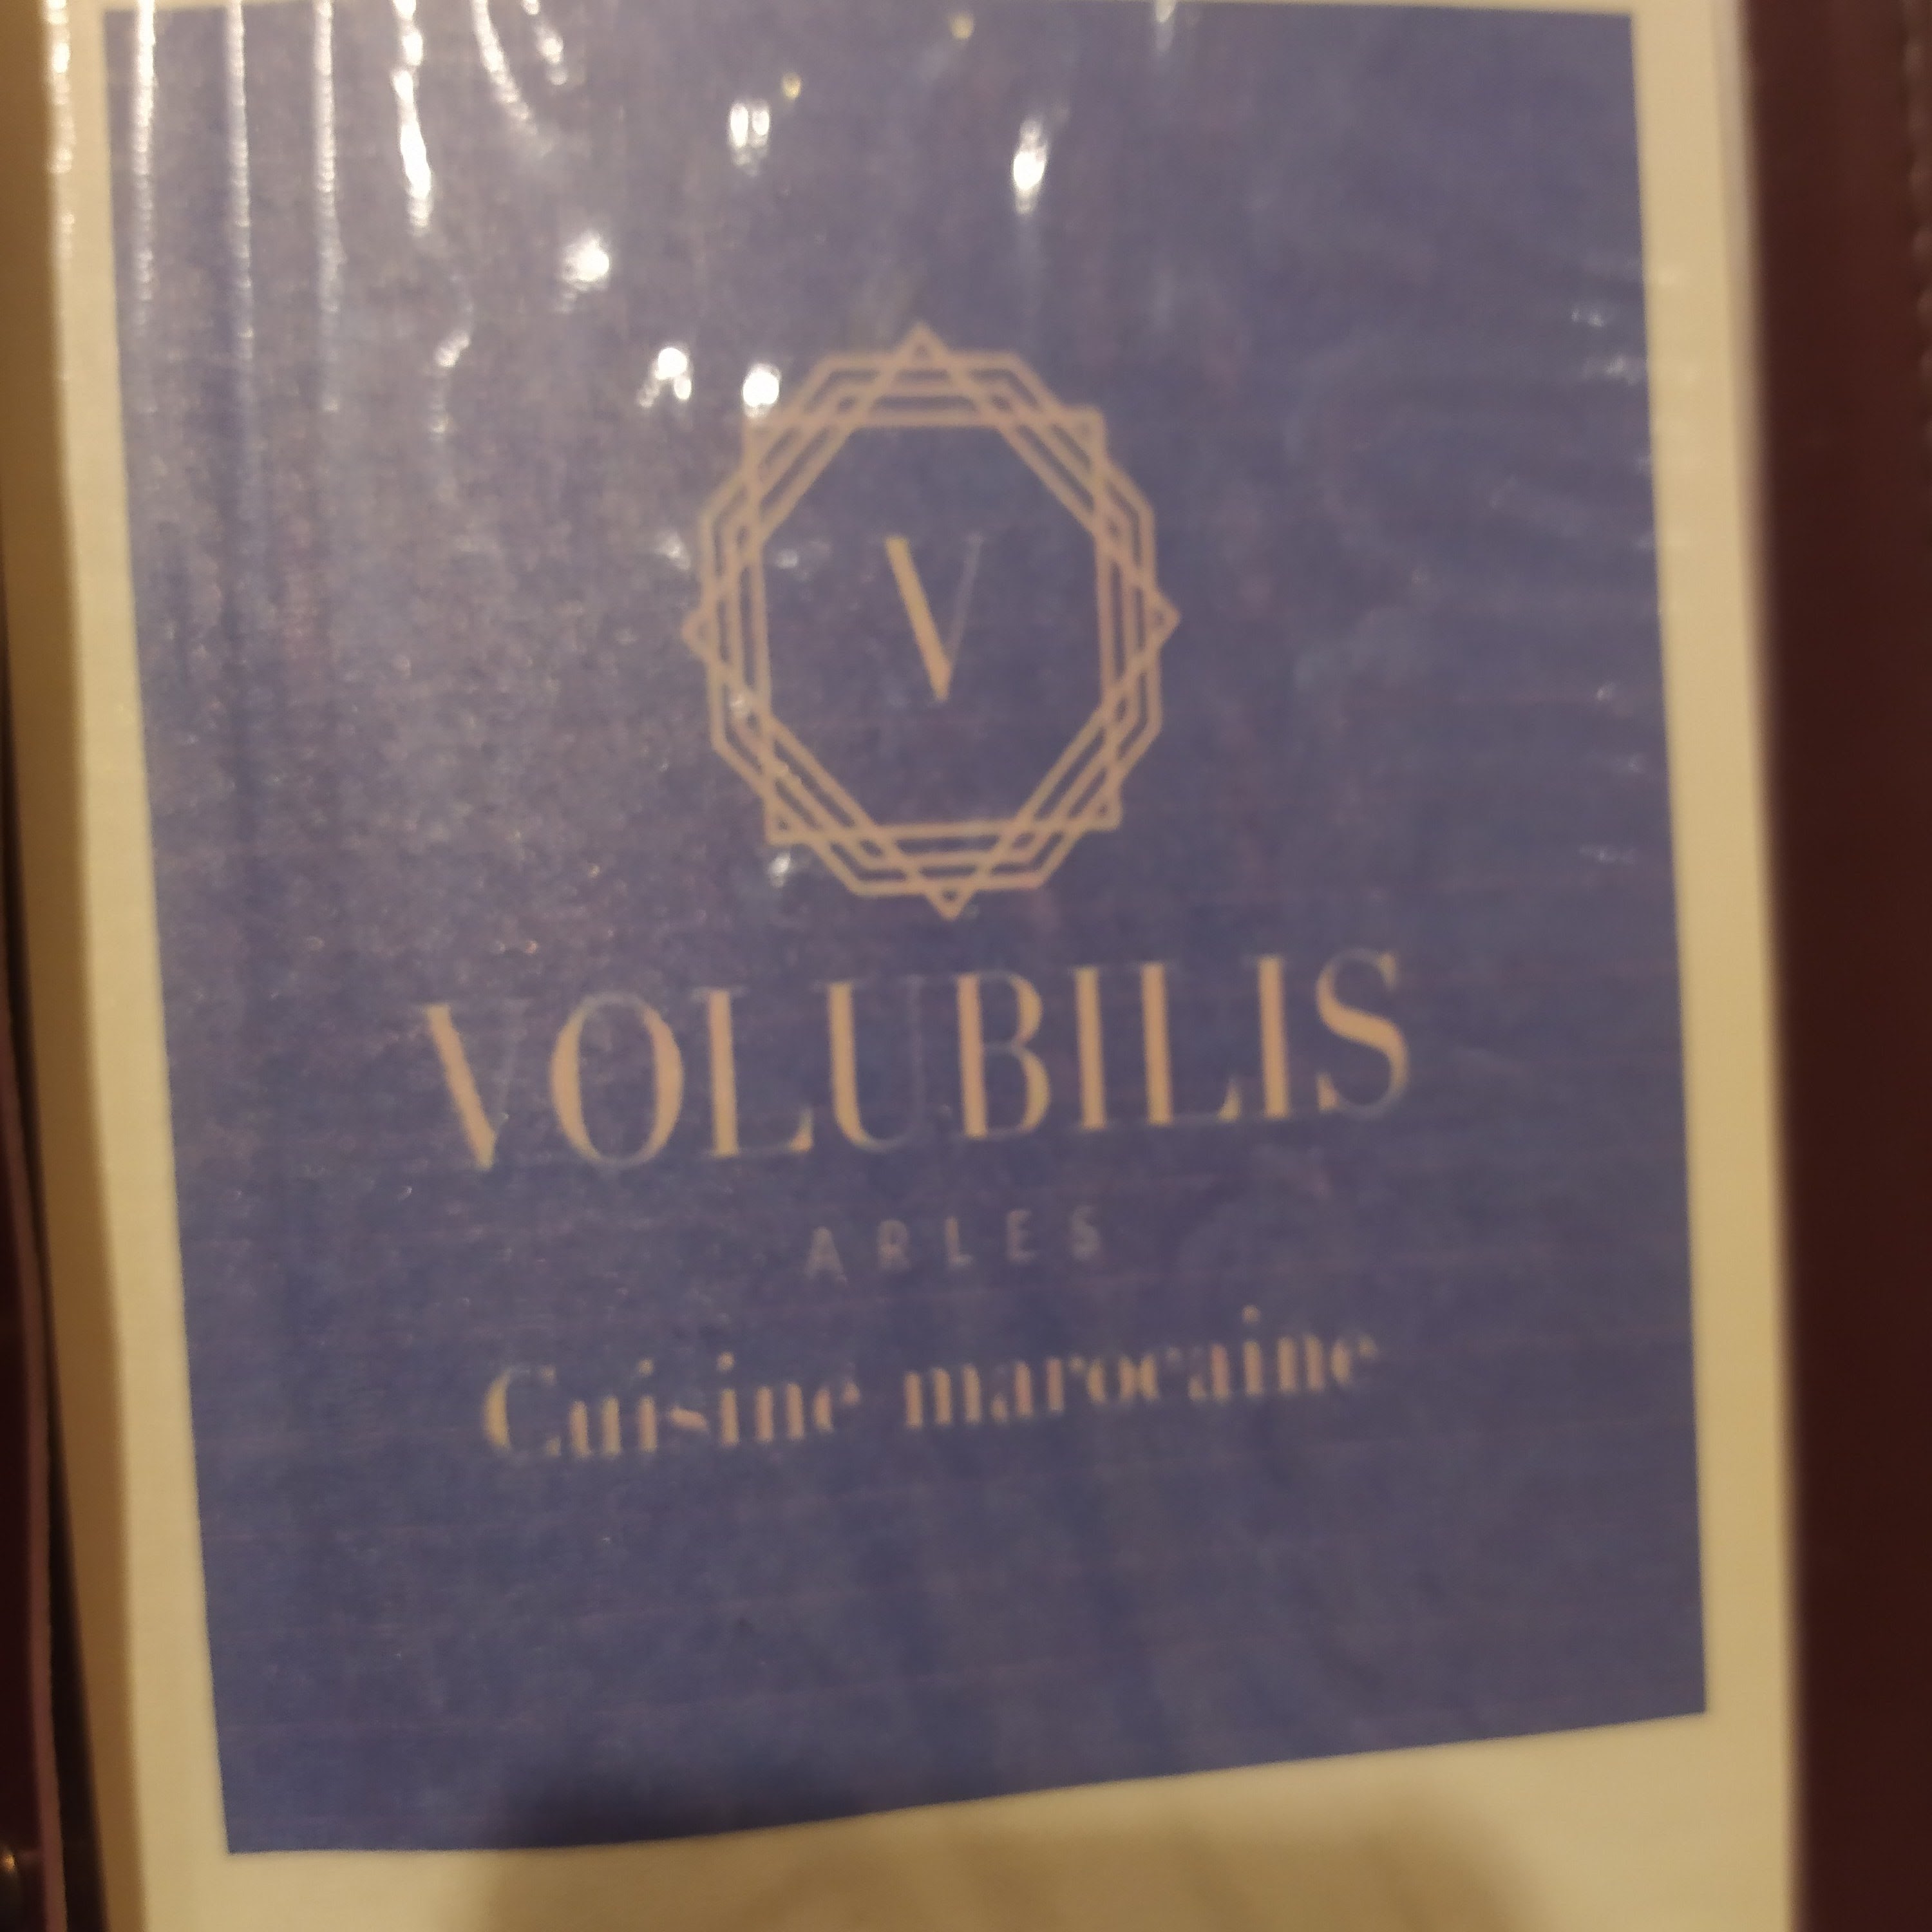 V
VOLUBILIS
ARLES
Cuisine marocaine